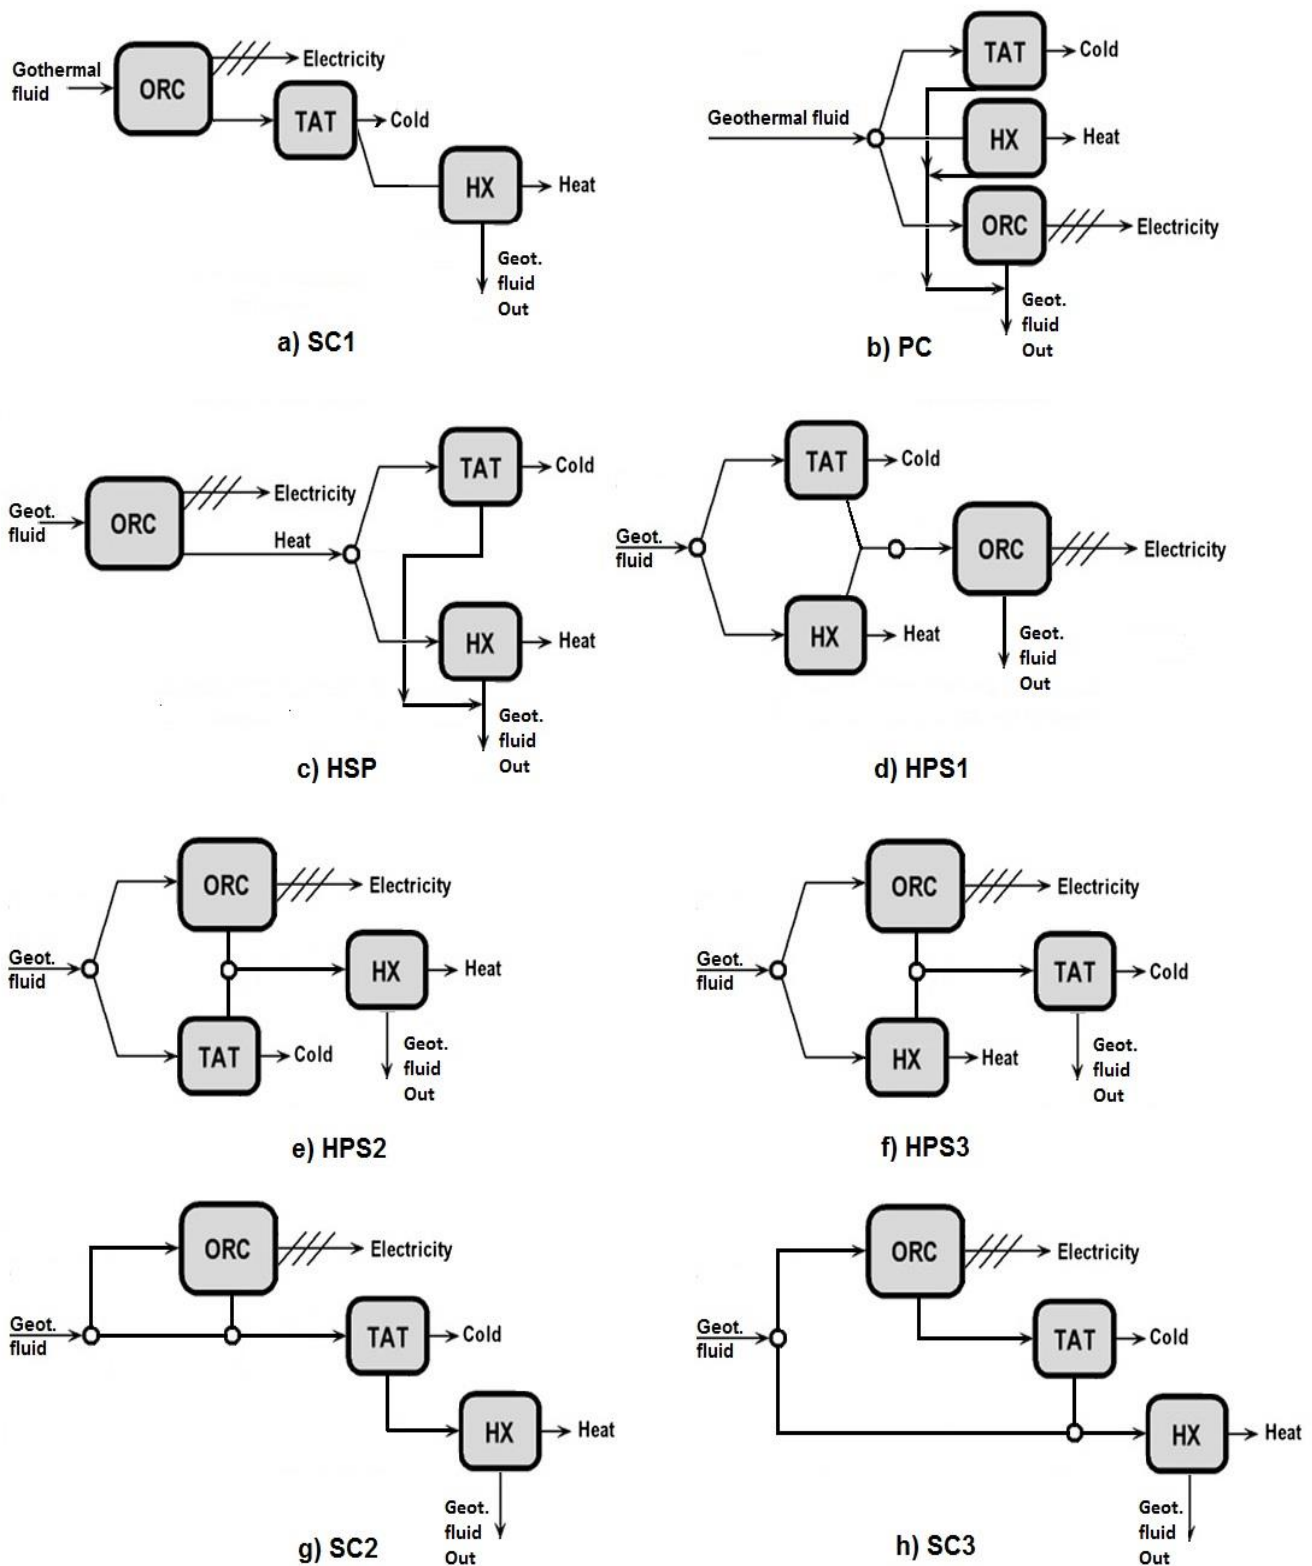 Gothermal
fluid
ORC
Electricity
TAT
Cold
HX
Heat
Geot.
fluid
Out
a) SC1
Geothermal fluid
TAT
Cold
HX
Heat
ORC
Electricity
Geot.
fluid
Out
b) PC
Geot.
fluid
ORC
Electricity
Heat
TAT
Cold
HX
Heat
Geot.
fluid
Out
c) HSP
Geot.
fluid
TAT
Cold
HX
Heat
ORC
Electricity
Geot.
fluid
Out
d) HPS1
Geot.
fluid
ORC
Electricity
HX
Heat
TAT
Cold
Geot.
fluid
Out
e) HPS2
Geot.
fluid
ORC
Electricity
TAT
Cold
HX
Heat
Geot.
fluid
Out
f) HPS3
Geot.
fluid
ORC
Electricity
TAT
Cold
HX
Heat
Geot.
fluid
Out
g) SC2
Geot.
fluid
ORC
Electricity
TAT
Cold
HX
Heat
Geot.
fluid
Out
h) SC3